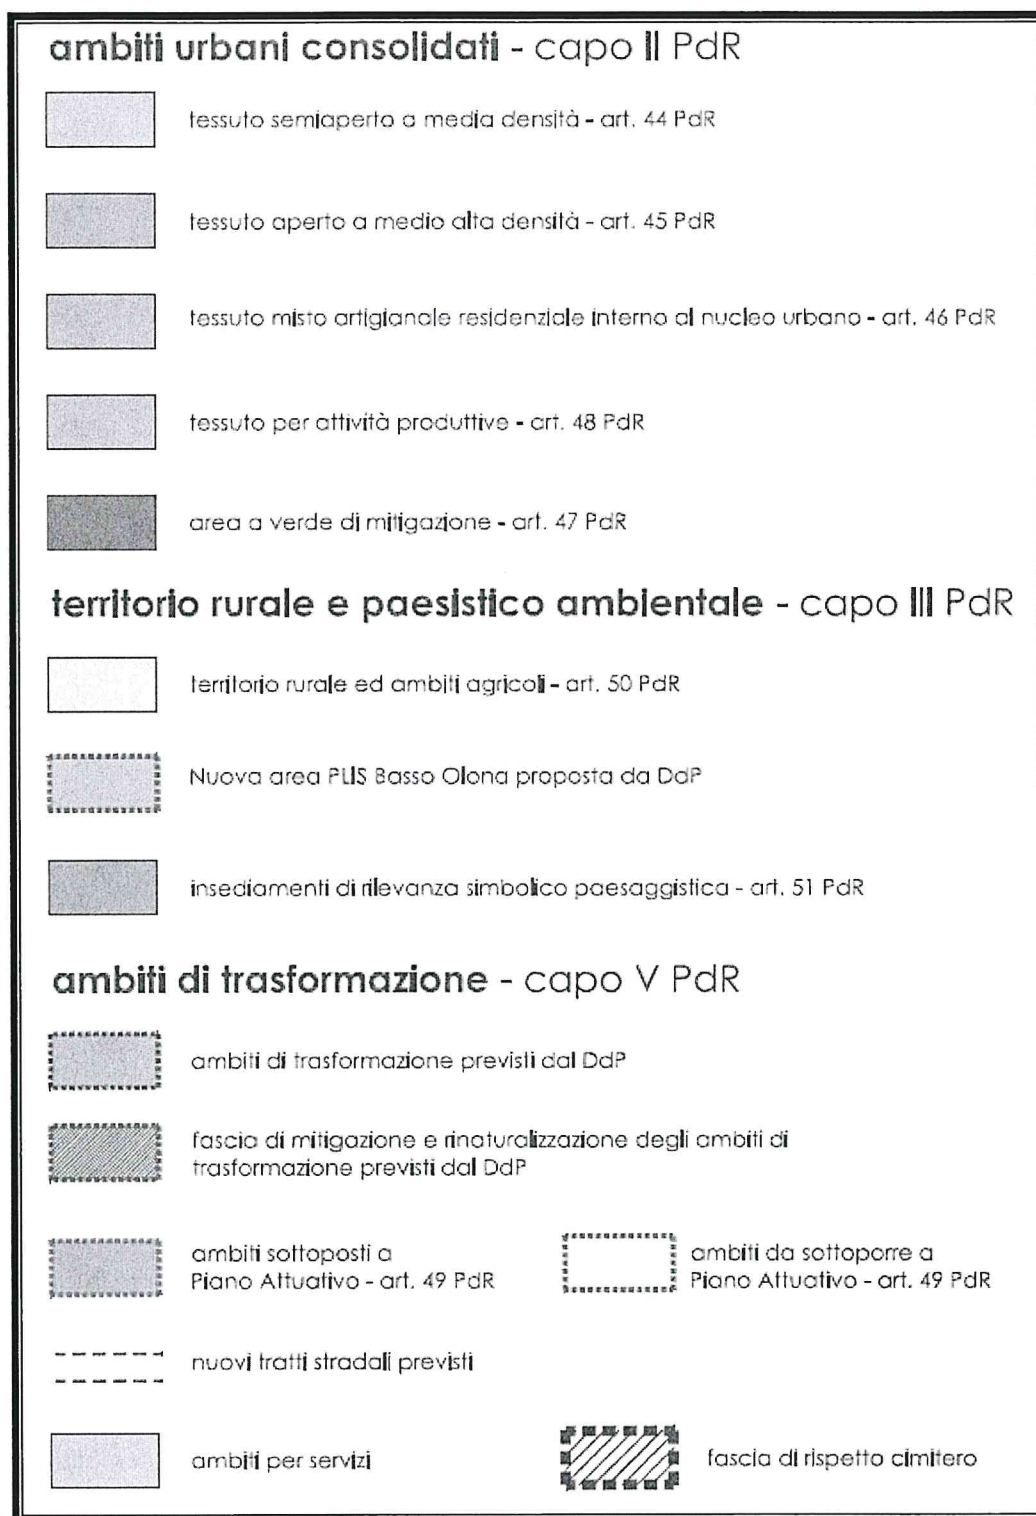 ambiti urbani consolidati - capo II PdR
tessuto semiaperto a media densità - art. 44 PdR
tessuto aperto a medio alta densità - art. 45 PdR
tessuto misto artigianale residenziale interno al nucleo urbano - art. 46 PdR
tessuto per attività produttive - art. 48 PdR
area a verde di mitigazione - art. 47 PdR
territorio rurale e paesistico ambientale - capo III PdR
territorio rurale ed ambiti agricoli - art. 50 PdR
Nuova area PLIS Basso Olona proposta da DdP
insediamenti di rilevanza simbolico paesaggistica - art. 51 PdR
ambiti di trasformazione - capo V PdR
ambiti di trasformazione previsti dal DdP
fascia di mitigazione e rinaturalizzazione degli ambiti di
trasformazione previsti dal DdP
ambiti sottoposti a
Piano Attuativo - art. 49 PdR
ambiti da sottoporre a
Piano Attuativo - art. 49 PdR
nuovi tratti stradali previsti
ambiti per servizi
fascia di rispetto cimitero